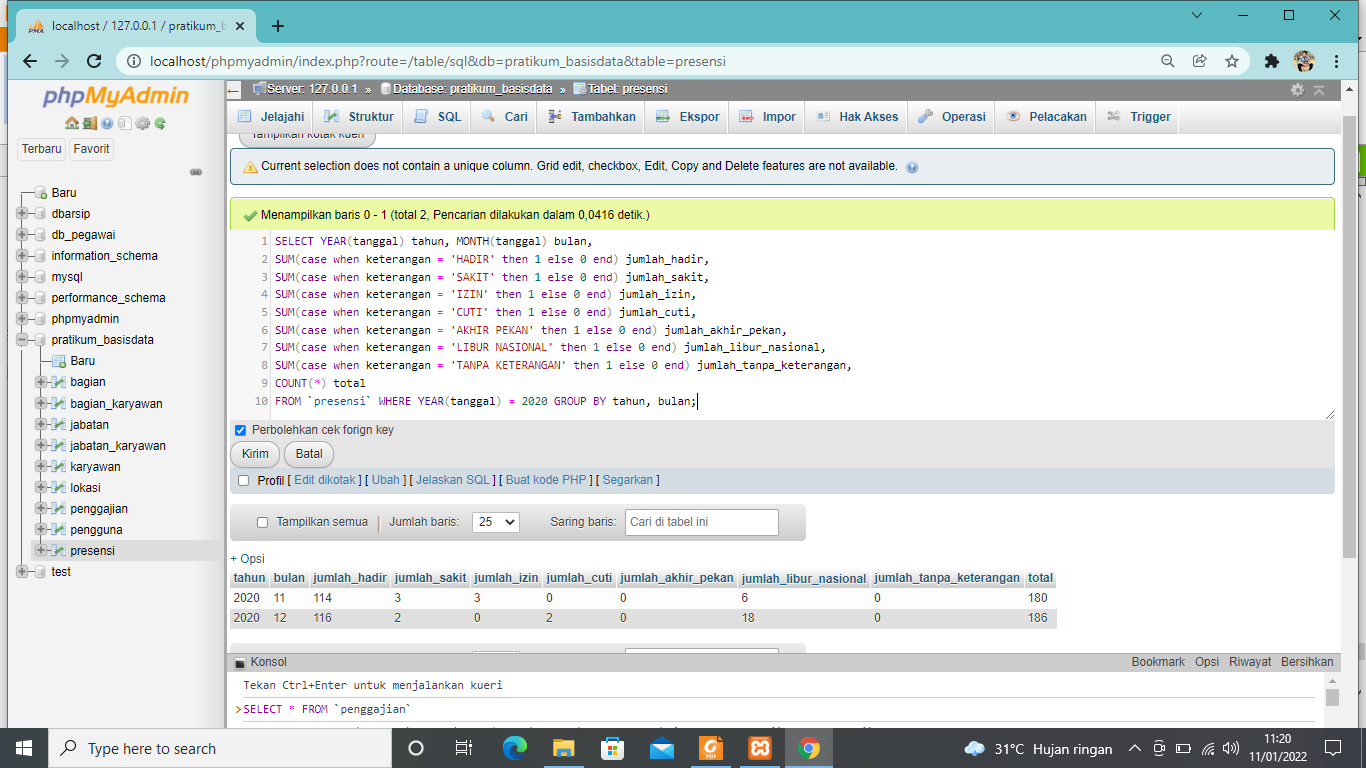 localhost / 127.0.0.1 / pratikum_b
localhost/phpmyadmin/index.php?route=/table/sql&db=pratikum_basisdata&table=presensi
phpMyAdmin
Terbaru Favorit
Baru
dbarsip
db_pegawai
information_schema
mysql
performance_schema
phpmyadmin
pratikum_basisdata
Baru
bagian
bagian_karyawan
jabatan
jabatan_karyawan
karyawan
lokasi
penggajian
pengguna
presensi
test
Server: 127.0.0.1 » Database: pratikum_basisdata » Tabel: presensi
Jelajahi Struktur SQL Cari Tambahkan Ekspor Impor Hak Akses Operasi Pelacakan Trigger
Tampilkan kotak kueri
Current selection does not contain a unique column. Grid edit, checkbox, Edit, Copy and Delete features are not available.
Menampilkan baris 0 - 1 (total 2, Pencarian dilakukan dalam 0,0416 detik.)
1 SELECT YEAR(tanggal) tahun, MONTH(tanggal) bulan,
2 SUM(case when keterangan = 'HADIR' then 1 else 0 end) jumlah_hadir,
3 SUM(case when keterangan = 'SAKIT' then 1 else 0 end) jumlah_sakit,
4 SUM(case when keterangan = 'IZIN' then 1 else 0 end) jumlah_izin,
5 SUM(case when keterangan = 'CUTI' then 1 else 0 end) jumlah_cuti,
6 SUM(case when keterangan = 'AKHIR PEKAN' then 1 else 0 end) jumlah_akhir_pekan,
7 SUM(case when keterangan = 'LIBUR NASIONAL' then 1 else 0 end) jumlah_libur_nasional,
8 SUM(case when keterangan = 'TANPA KETERANGAN' then 1 else 0 end) jumlah_tanpa_keterangan,
9 COUNT(*) total
10 FROM `presensi` WHERE YEAR(tanggal) = 2020 GROUP BY tahun, bulan;
Perbolehkan cek forign key
Kirim Batal
Profil [ Edit dikotak ] [ Ubah ] [ Jelaskan SQL ] [ Buat kode PHP ] [ Segarkan ]
Tampilkan semua Jumlah baris: 25 Saring baris: Cari di tabel ini
+ Opsi
tahun bulan jumlah_hadir jumlah_sakit jumlah_izin jumlah_cuti jumlah_akhir_pekan jumlah_libur_nasional jumlah_tanpa_keterangan total
2020 11 114 3 3 0 0 6 0 180
2020 12 116 2 0 2 0 18 0 186
Konsol Bookmark Opsi Riwayat Bersihkan
Tekan Ctrl+Enter untuk menjalankan kueri
>SELECT * FROM `penggajian`
Type here to search
31°C Hujan ringan
11:20
11/01/2022